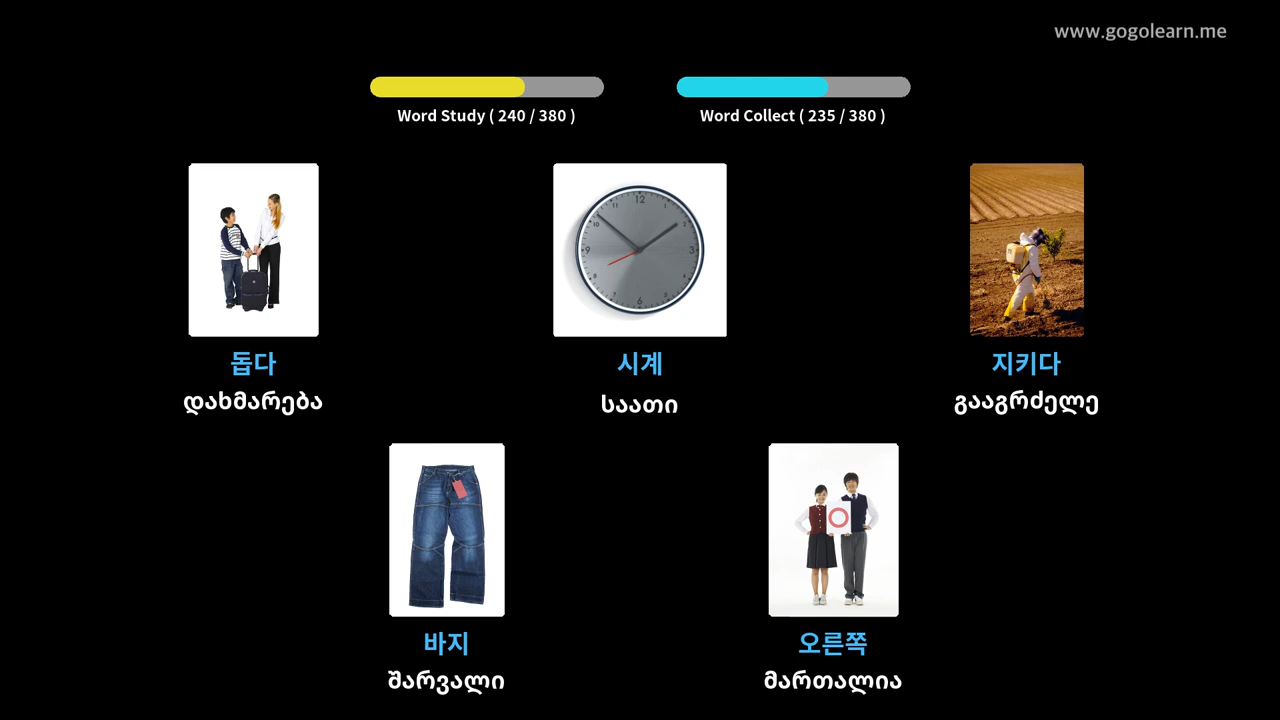 www.gogolearn.me
Word Study ( 240 / 380 )
Word Collect ( 235 / 380 )
돕다
시계
지키다
დახმარება
საათი
გააგრძელე
바지
오른쪽
შარვალი
მართალია